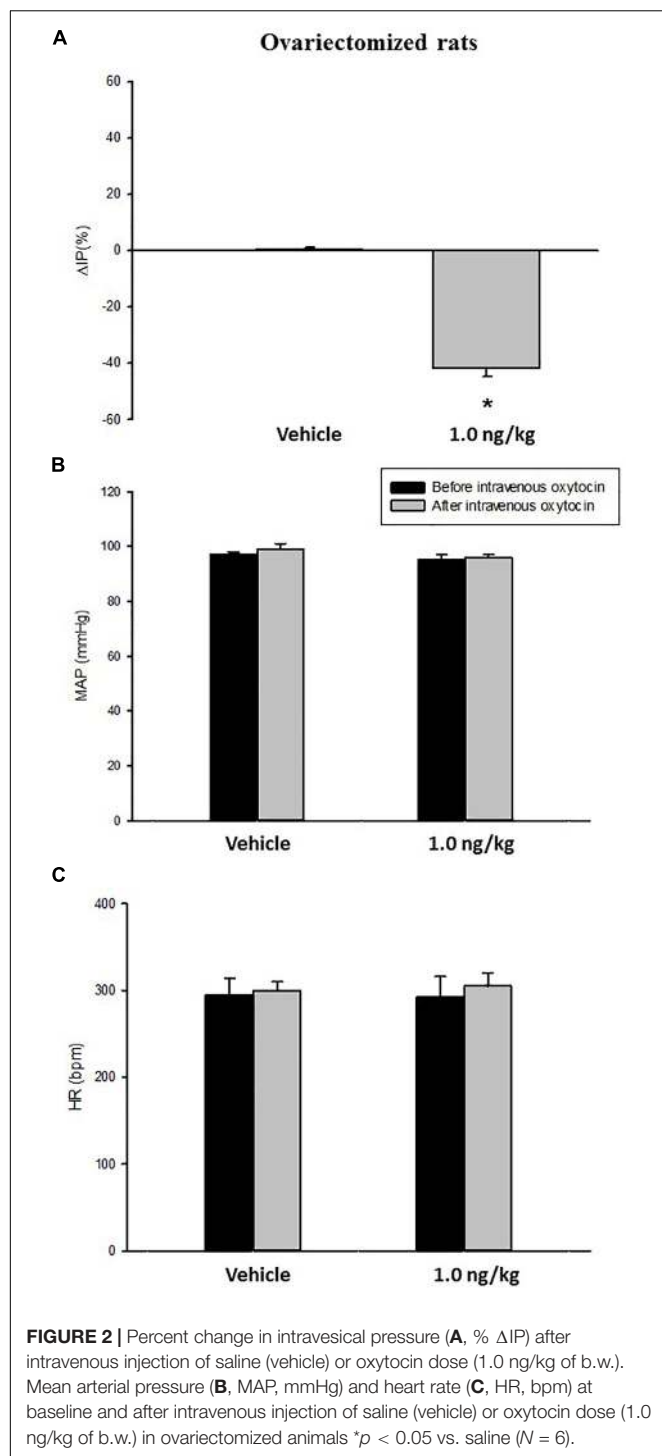 A
Ovariectomized rats
60
40
20
0
-20
-40
-60
ΔIP(%)
*
Vehicle 1.0 ng/kg
B
Before intravenous oxytocin
After intravenous oxytocin
120
100
80
60
40
20
0
MAP (mmHg)
Vehicle 1.0 ng/kg
C
400
300
200
100
0
HR (bpm)
Vehicle 1.0 ng/kg
FIGURE 2 | Percent change in intravesical pressure (A, % ΔIP) after
intravenous injection of saline (vehicle) or oxytocin dose (1.0 ng/kg of b.w.).
Mean arterial pressure (B, MAP, mmHg) and heart rate (C, HR, bpm) at
baseline and after intravenous injection of saline (vehicle) or oxytocin dose (1.0
ng/kg of b.w.) in ovariectomized animals *p < 0.05 vs. saline (N = 6).